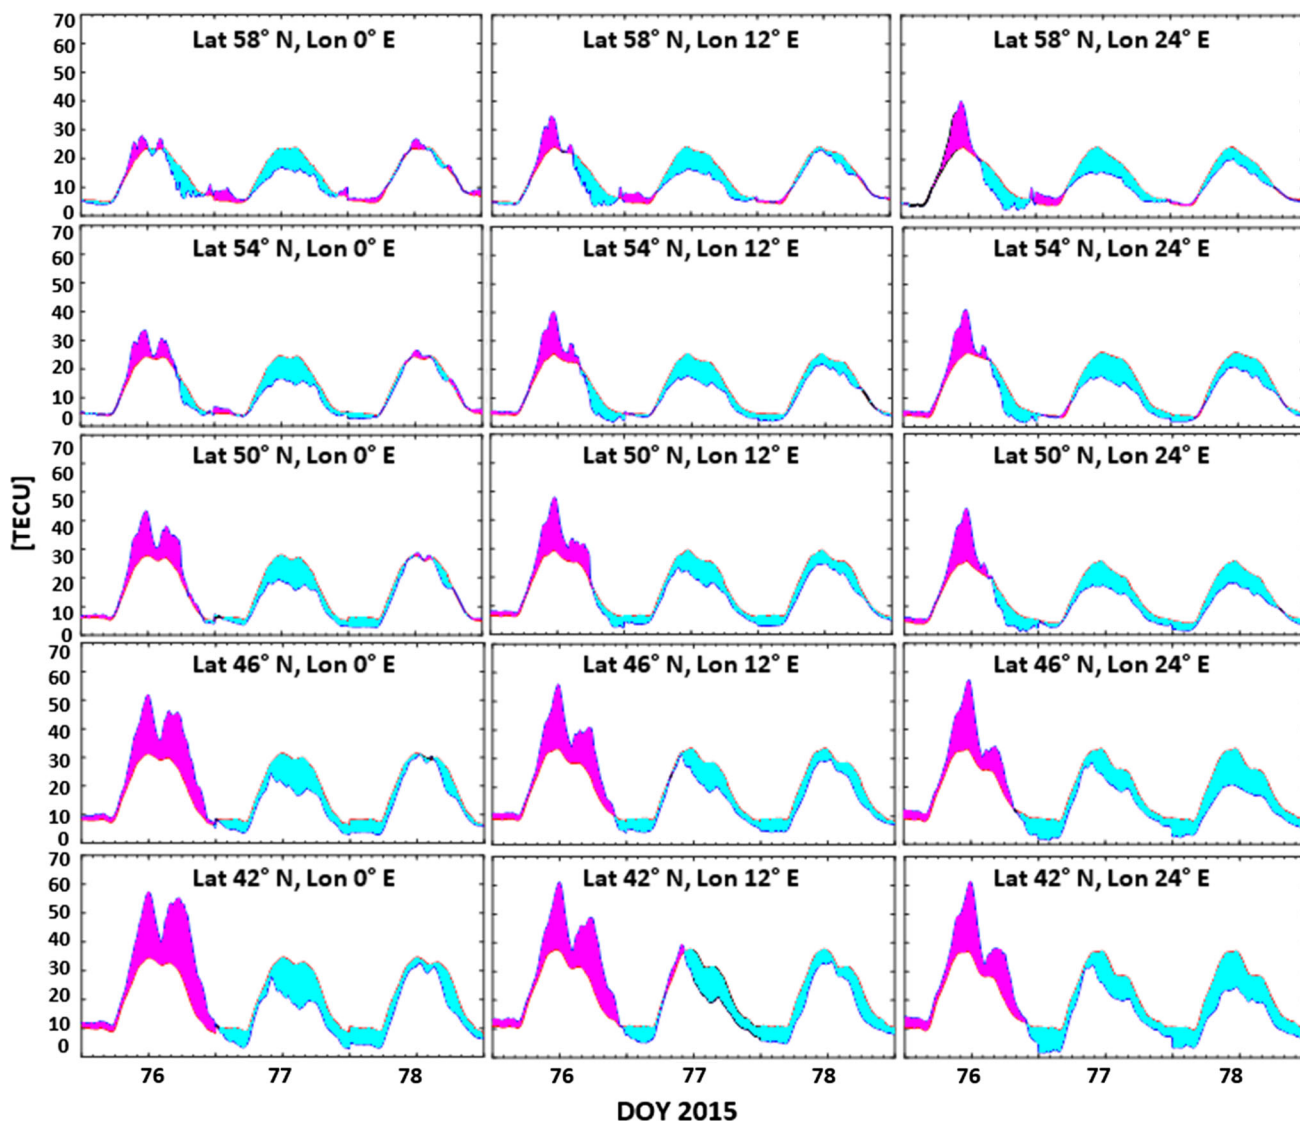 70
60
50
40
30
20
10
0
Lat 58° N, Lon 0° E
Lat 58° N, Lon 12° E
Lat 58° N, Lon 24° E
70
60
50
40
30
20
10
0
Lat 54° N, Lon 0° E
Lat 54° N, Lon 12° E
Lat 54° N, Lon 24° E
70
60
50
40
30
20
10
0
Lat 50° N, Lon 0° E
Lat 50° N, Lon 12° E
Lat 50° N, Lon 24° E
[TECU]
70
60
50
40
30
20
10
0
Lat 46° N, Lon 0° E
Lat 46° N, Lon 12° E
Lat 46° N, Lon 24° E
70
60
50
40
30
20
10
0
Lat 42° N, Lon 0° E
Lat 42° N, Lon 12° E
Lat 42° N, Lon 24° E
76 77 78 76 77 78 76 77 78
DOY 2015